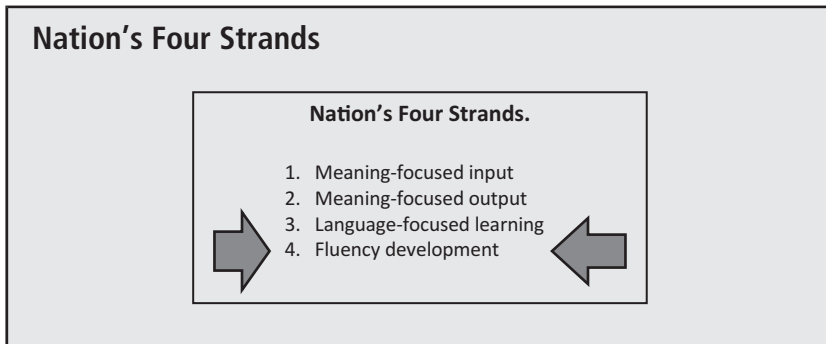 Nation’s Four Strands
Nation’s Four Strands.
1. Meaning-focused input
2. Meaning-focused output
3. Language-focused learning
4. Fluency development